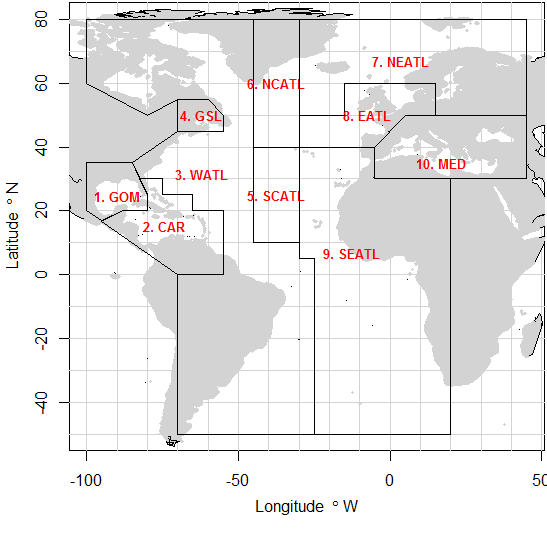 80
60
40
20
0
-20
-40
Latitude ° N
7. NEATL
6. NCATL
4. GSL
8. EATL
10. MED
3. WATL
1. GOM
5. SCATL
2. CAR
9. SEATL
-100
-50
0
50
Longitude ° W